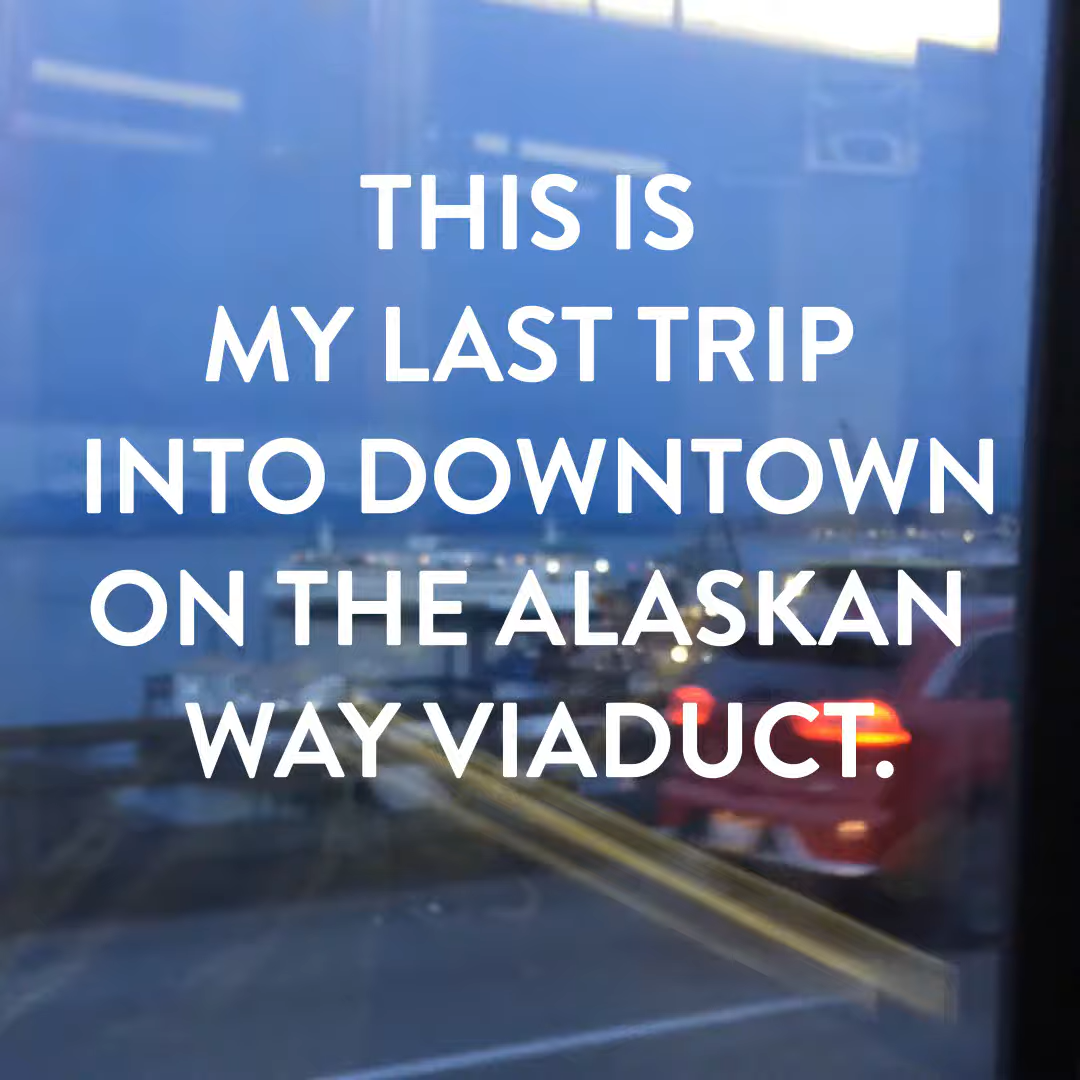 THIS IS
MY LAST TRIP
INTO DOWNTOWN
ON THE ALASKAN
WAY VIADUCT.